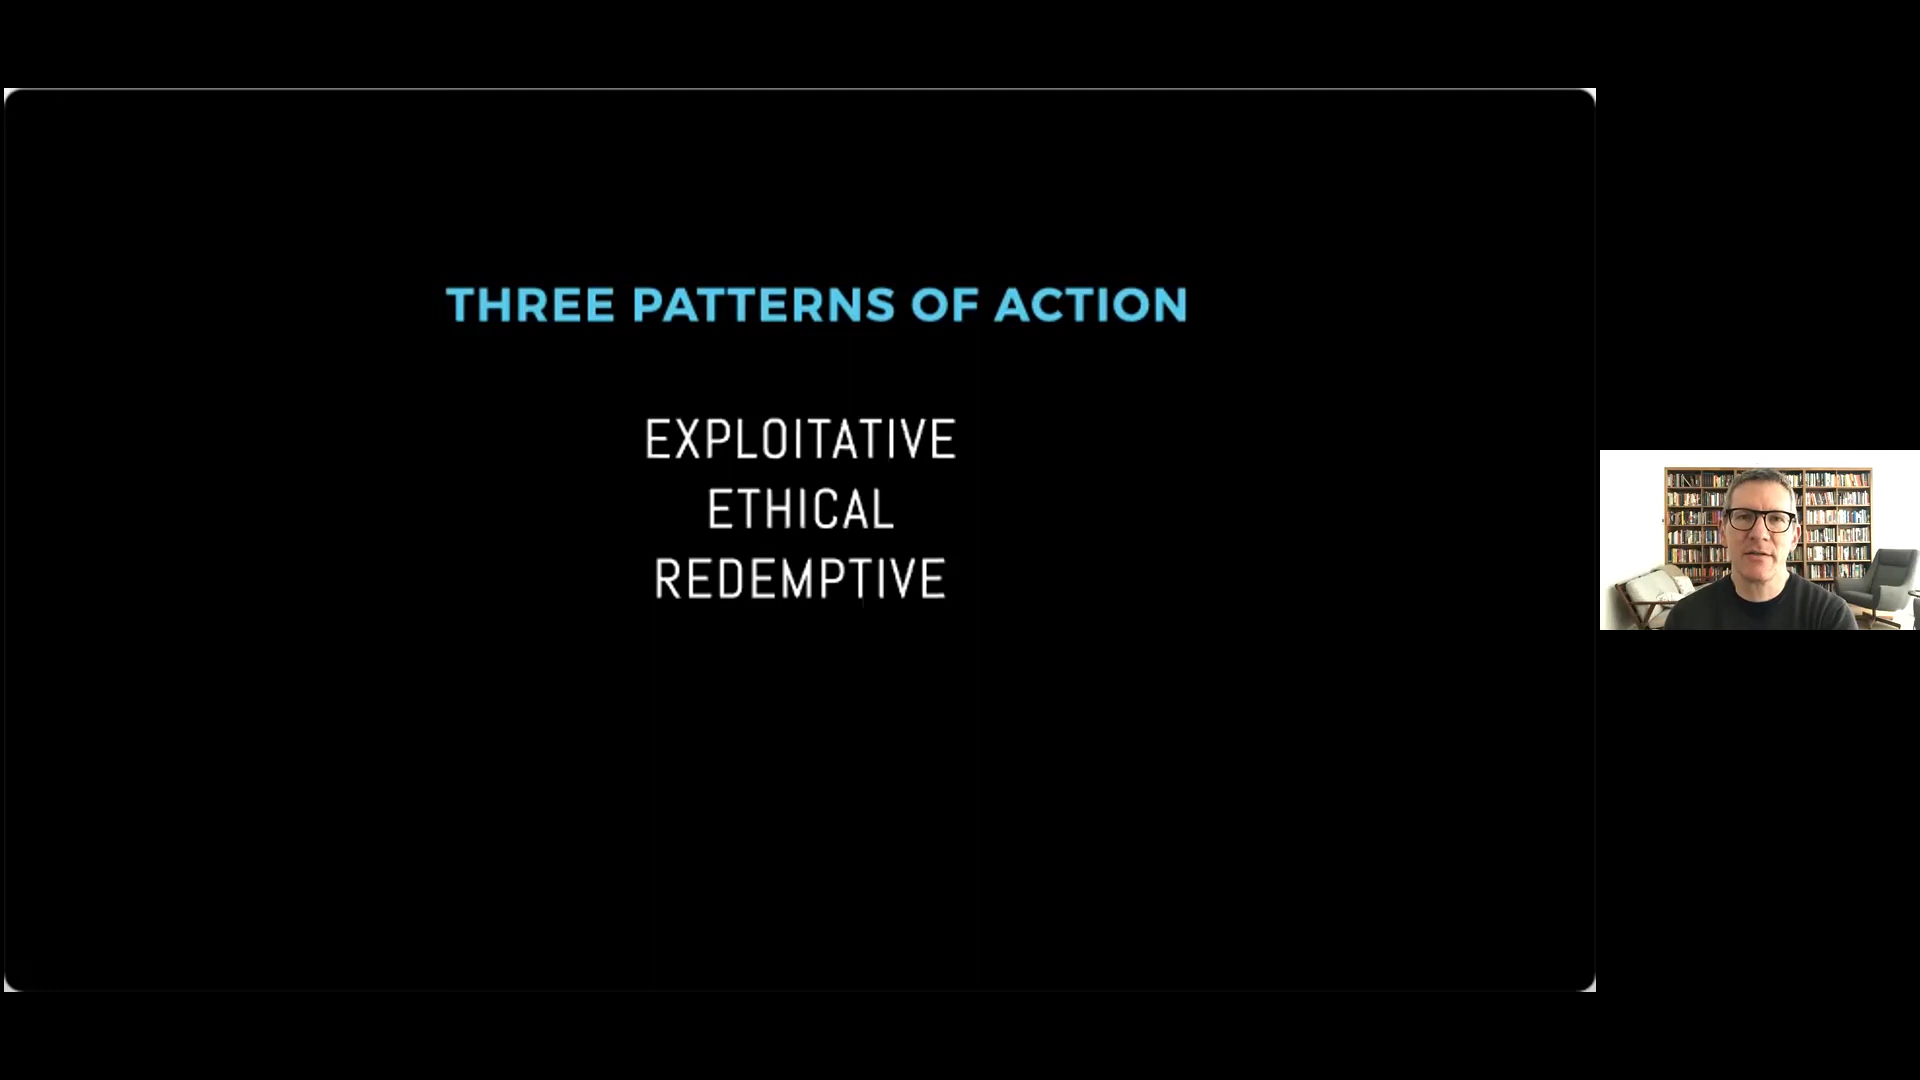 THREE PATTERNS OF ACTION
EXPLOITATIVE
ETHICAL
REDEMPTIVE